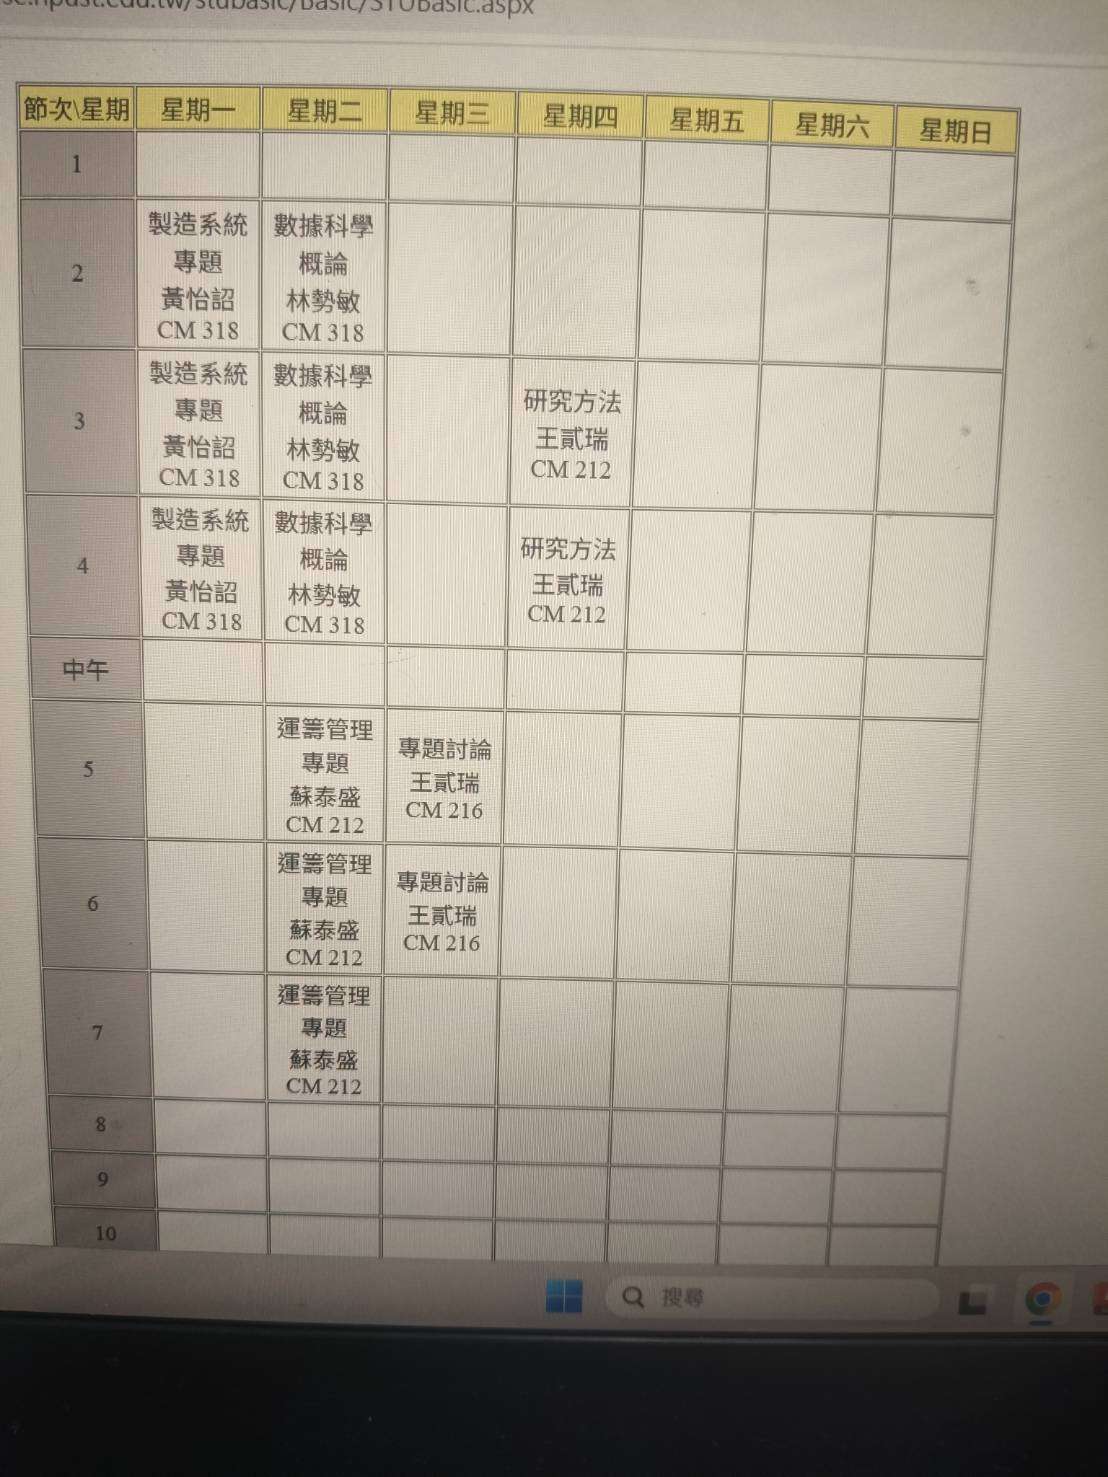 npust.edu.tw/stubasic/Basic/STUBasic.aspx
節次\星期 星期一 星期二 星期三 星期四 星期五 星期六 星期日
1
2
製造系統
專題
黃怡詔
CM 318
數據科學
概論
林勢敏
CM 318
3
製造系統
專題
黃怡詔
CM 318
數據科學
概論
林勢敏
CM 318
研究方法
王貳瑞
CM 212
4
製造系統
專題
黃怡詔
CM 318
數據科學
概論
林勢敏
CM 318
研究方法
王貳瑞
CM 212
中午
5
運籌管理
專題
蘇泰盛
CM 212
專題討論
王貳瑞
CM 216
6
運籌管理
專題
蘇泰盛
CM 212
專題討論
王貳瑞
CM 216
7
運籌管理
專題
蘇泰盛
CM 212
8
9
10
搜尋